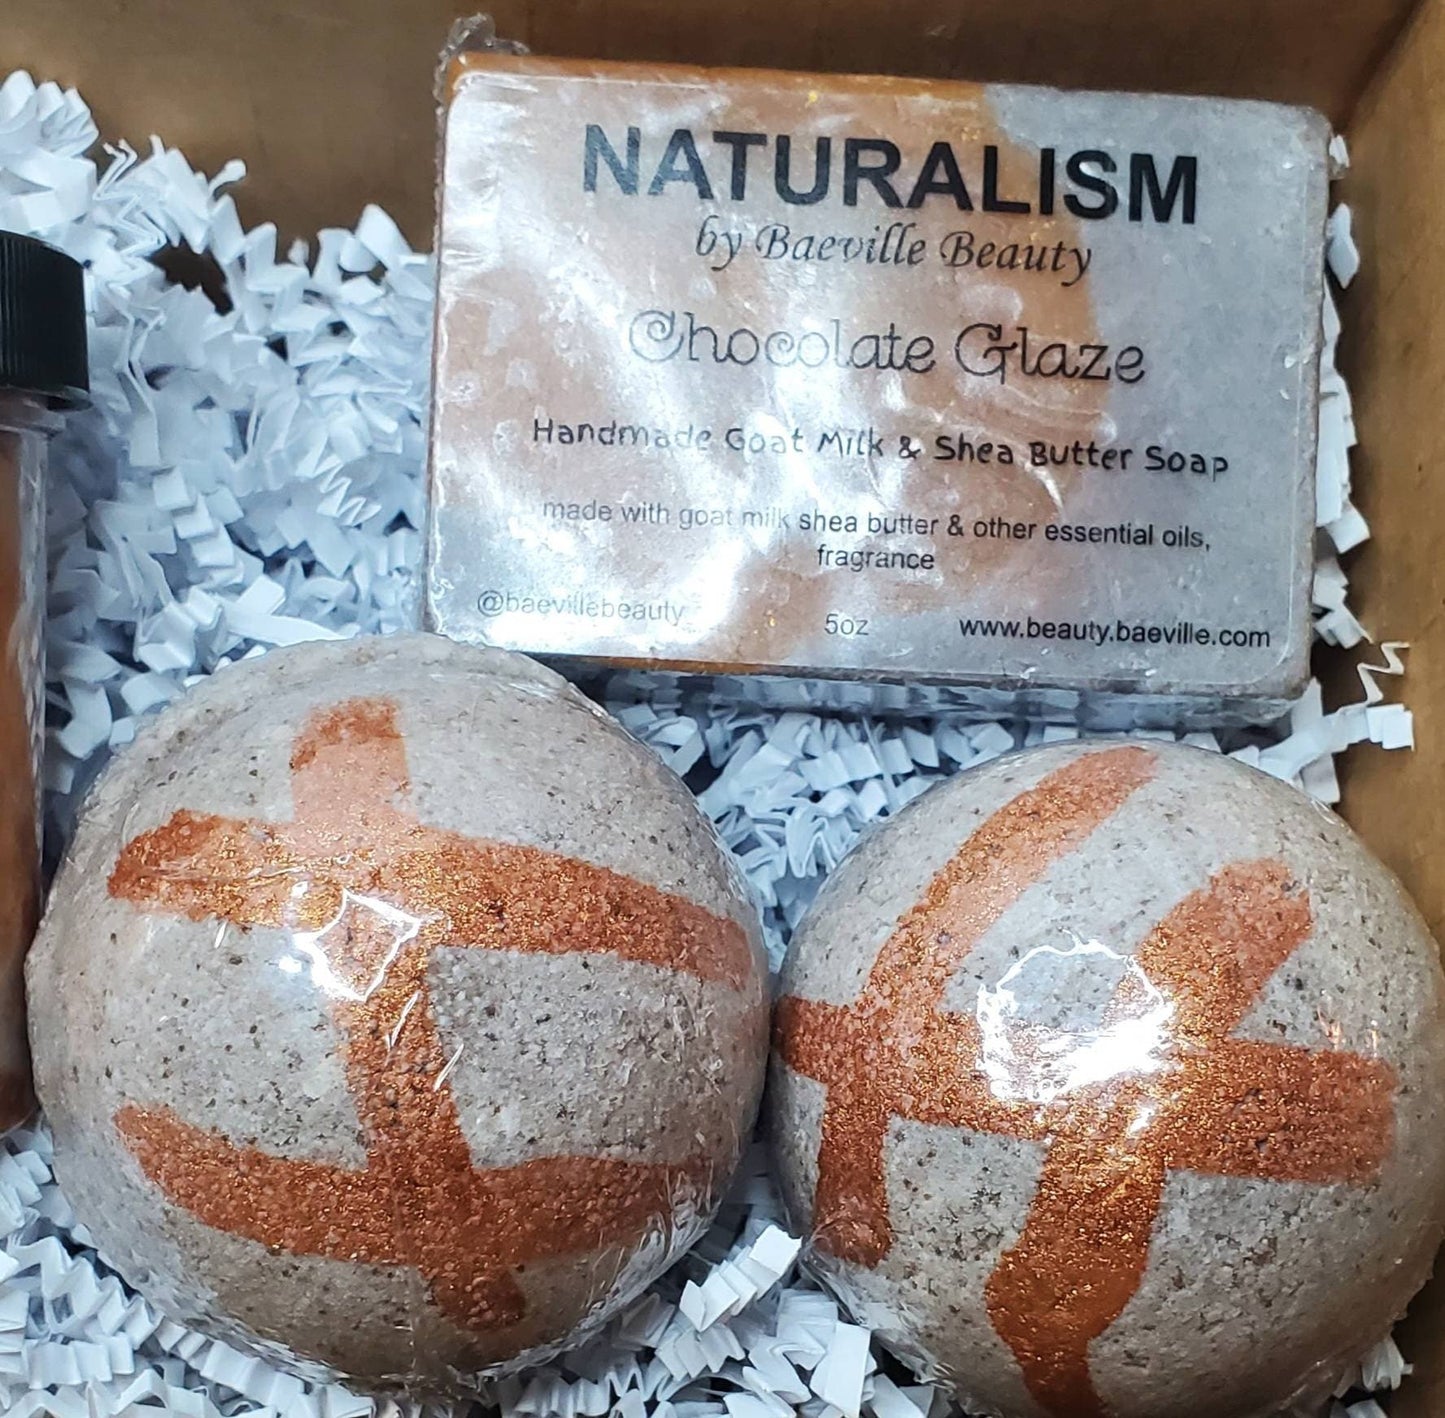 NATURALISM
by Baeville Beauty
Chocolate Glaze
Handmade Goat Milk & Shea Butter Soap
made with goat milk shea butter & other essential oils,
fragrance
@baevillebeauty 5oz www.beauty.baeville.com